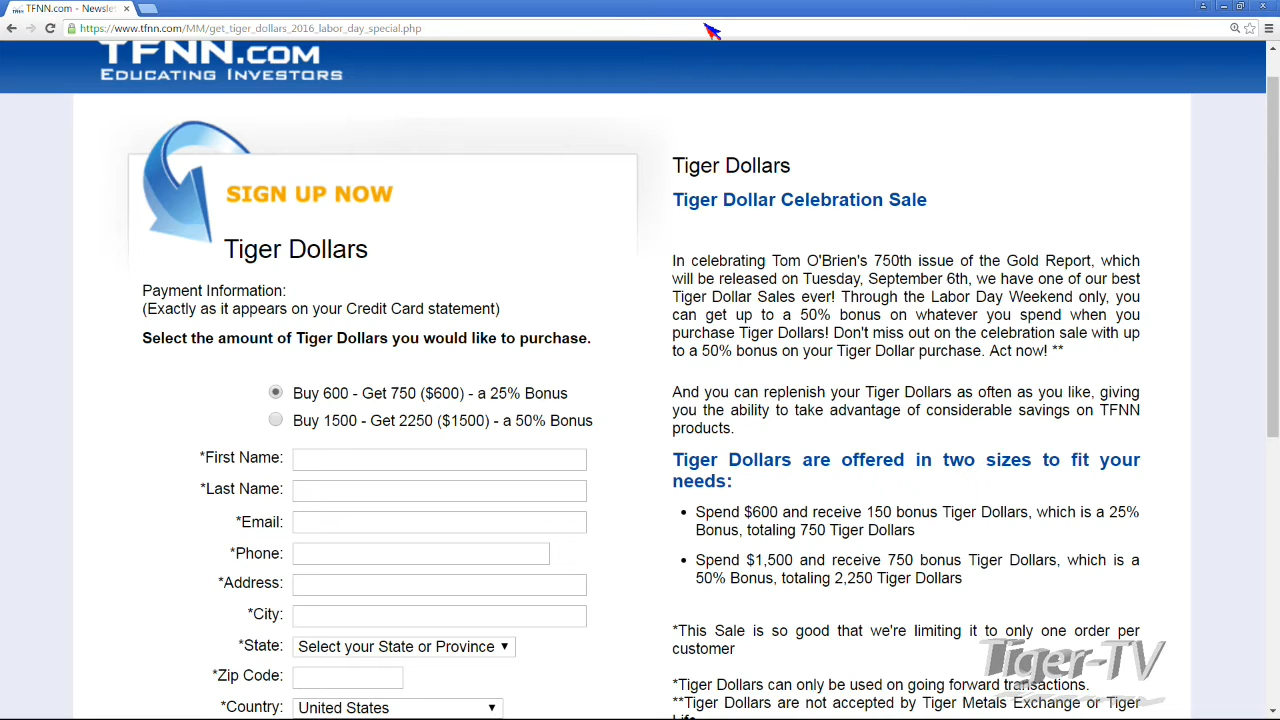 TFNN.com - Newslet
https://www.tfnn.com/MM/get_tiger_dollars_2016_labor_day_special.php
TFNN.COM
EDUCATING INVESTORS
SIGN UP NOW
Tiger Dollars
Payment Information:
(Exactly as it appears on your Credit Card statement)
Select the amount of Tiger Dollars you would like to purchase.
Buy 600 - Get 750 ($600) - a 25% Bonus
Buy 1500 - Get 2250 ($1500) - a 50% Bonus
*First Name:
*Last Name:
*Email:
*Phone:
*Address:
*City:
*State: Select your State or Province
*Zip Code:
*Country: United States
Tiger Dollars
Tiger Dollar Celebration Sale
In celebrating Tom O'Brien's 750th issue of the Gold Report, which
will be released on Tuesday, September 6th, we have one of our best
Tiger Dollar Sales ever! Through the Labor Day Weekend only, you
can get up to a 50% bonus on whatever you spend when you
purchase Tiger Dollars! Don't miss out on the celebration sale with up
to a 50% bonus on your Tiger Dollar purchase. Act now! **
And you can replenish your Tiger Dollars as often as you like, giving
you the ability to take advantage of considerable savings on TFNN
products.
Tiger Dollars are offered in two sizes to fit your
needs:
• Spend $600 and receive 150 bonus Tiger Dollars, which is a 25%
Bonus, totaling 750 Tiger Dollars
• Spend $1,500 and receive 750 bonus Tiger Dollars, which is a
50% Bonus, totaling 2,250 Tiger Dollars
*This Sale is so good that we're limiting it to only one order per
customer
*Tiger Dollars can only be used on going forward transactions.
**Tiger Dollars are not accepted by Tiger Metals Exchange or Tiger
Life
Tiger-TV